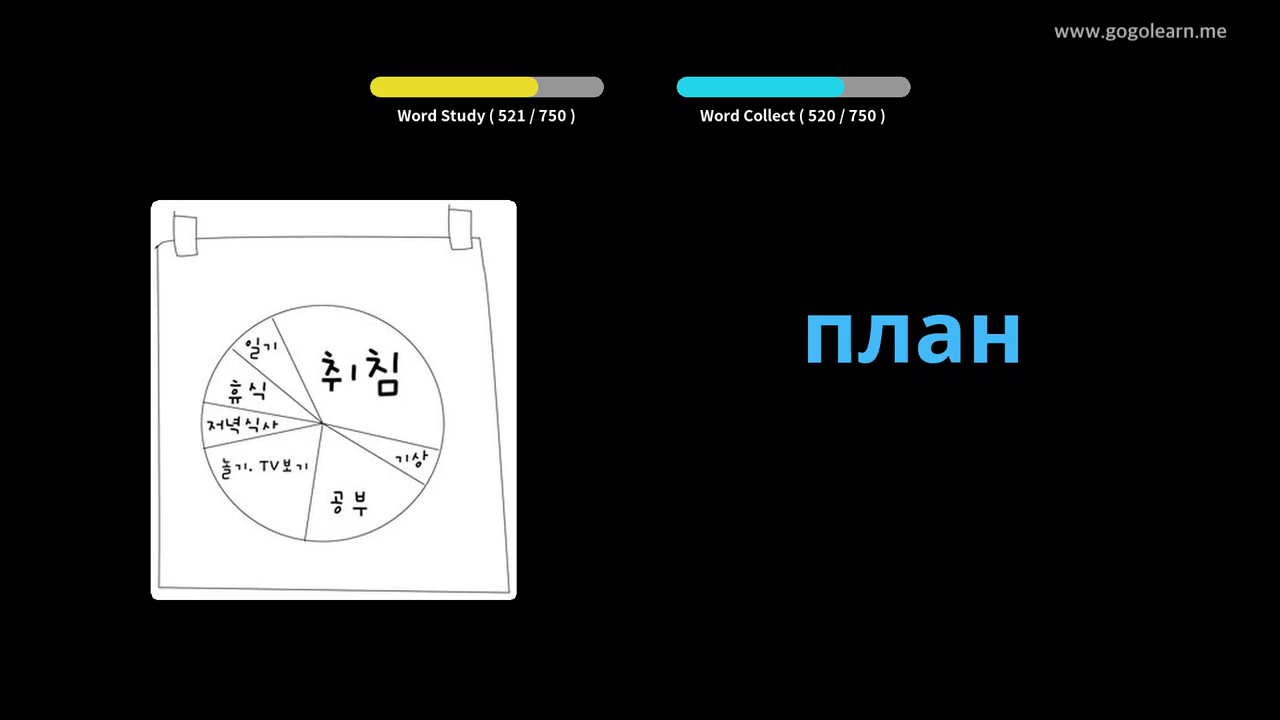 www.gogolearn.me
Word Study ( 521 / 750 )
Word Collect ( 520 / 750 )
일기
취침
휴식
저녁식사
놀기. TV보기
기상
공부
план